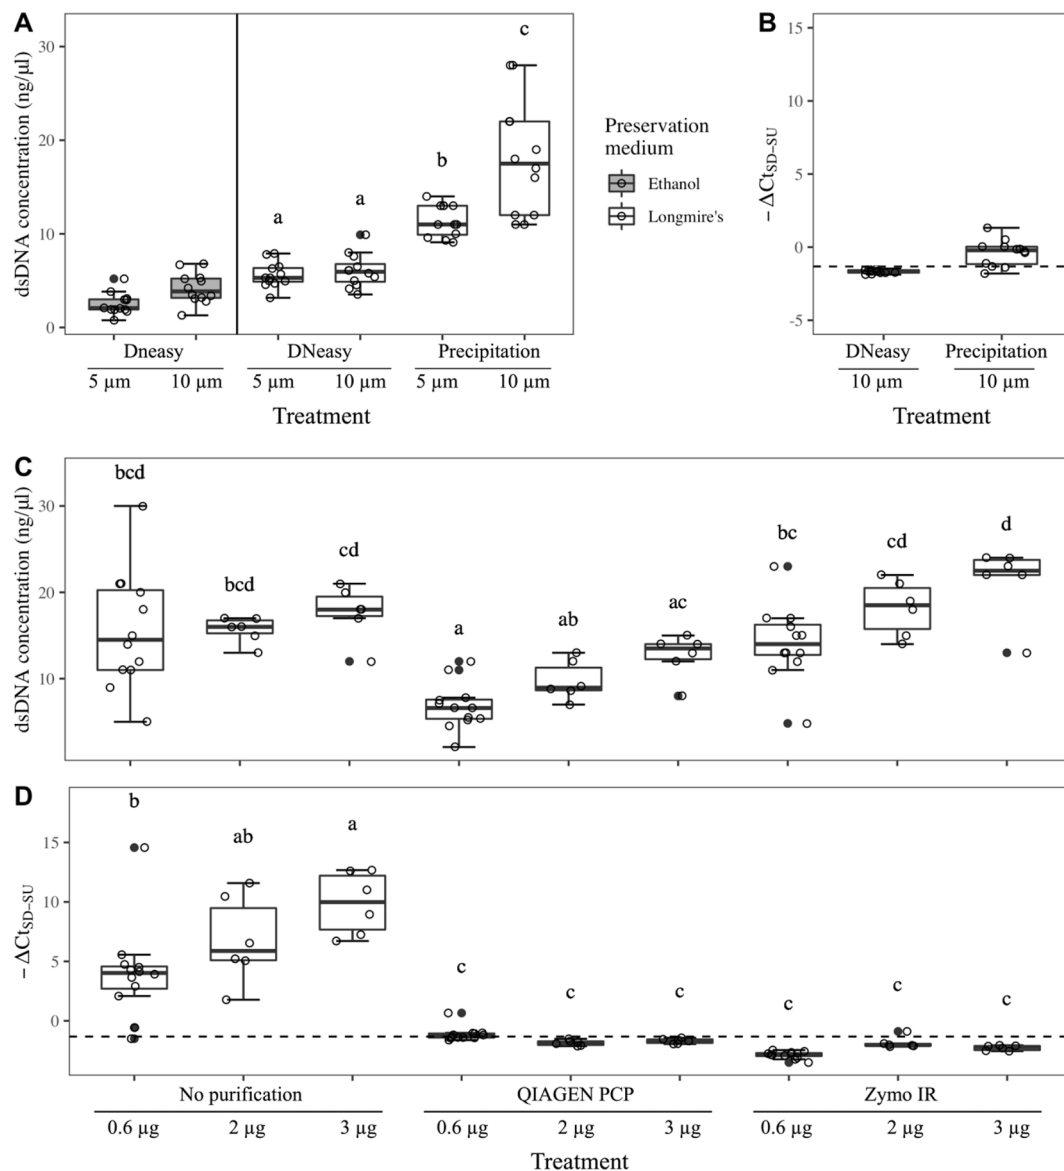 A
dsDNA concentration (ng/µl)
30
20
10
0
a
a
b
c
Dneasy
DNeasy
Precipitation
5 µm
10 µm
5 µm
10 µm
5 µm
10 µm
Treatment
Preservation
medium
Ethanol
Longmire's
B
− ΔCtSD−SU
15
10
5
0
-5
DNeasy
Precipitation
10 µm
10 µm
Treatment
C
dsDNA concentration (ng/µl)
30
20
10
bcd
bcd
cd
a
ab
ac
bc
cd
d
D
− ΔCtSD−SU
15
10
5
0
b
ab
a
c
c
c
c
c
c
No purification
QIAGEN PCP
Zymo IR
0.6 µg
2 µg
3 µg
0.6 µg
2 µg
3 µg
0.6 µg
2 µg
3 µg
Treatment